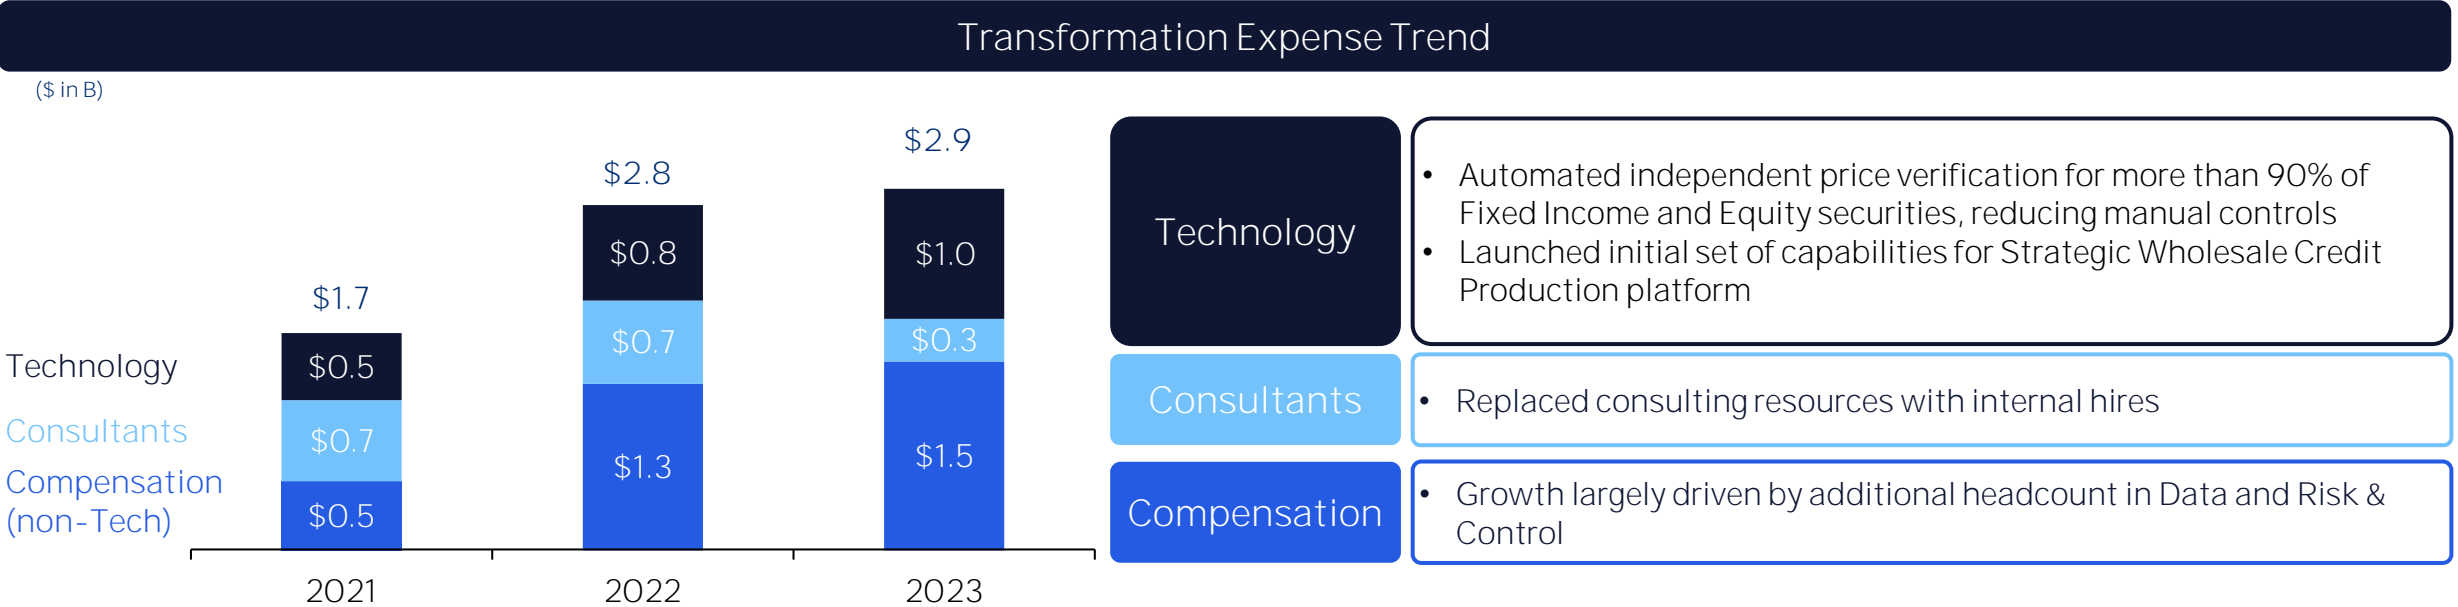 Transformation Expense Trend
($ in B)
$1.7
$2.8
$2.9
Technology
$0.5
$0.8
$1.0
Consultants
$0.7
$0.7
$0.3
Compensation
(non-Tech)
$0.5
$1.3
$1.5
2021
2022
2023
Technology
• Automated independent price verification for more than 90% of
Fixed Income and Equity securities, reducing manual controls
• Launched initial set of capabilities for Strategic Wholesale Credit
Production platform
Consultants
• Replaced consulting resources with internal hires
Compensation
• Growth largely driven by additional headcount in Data and Risk &
Control